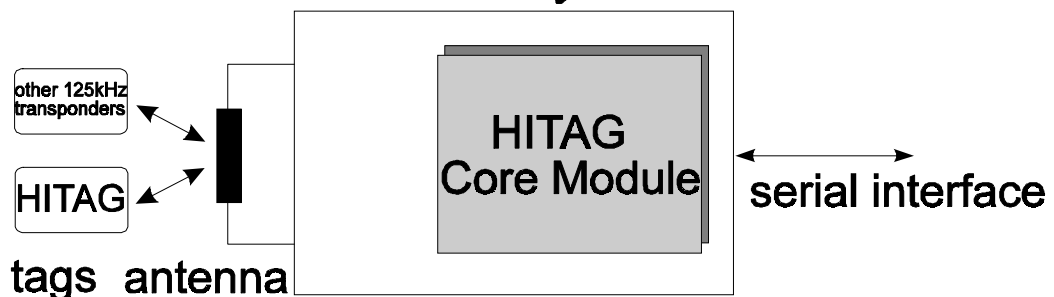 other 125kHz
transponders
HITAG
tags antenna
HITAG
Core Module
serial interface